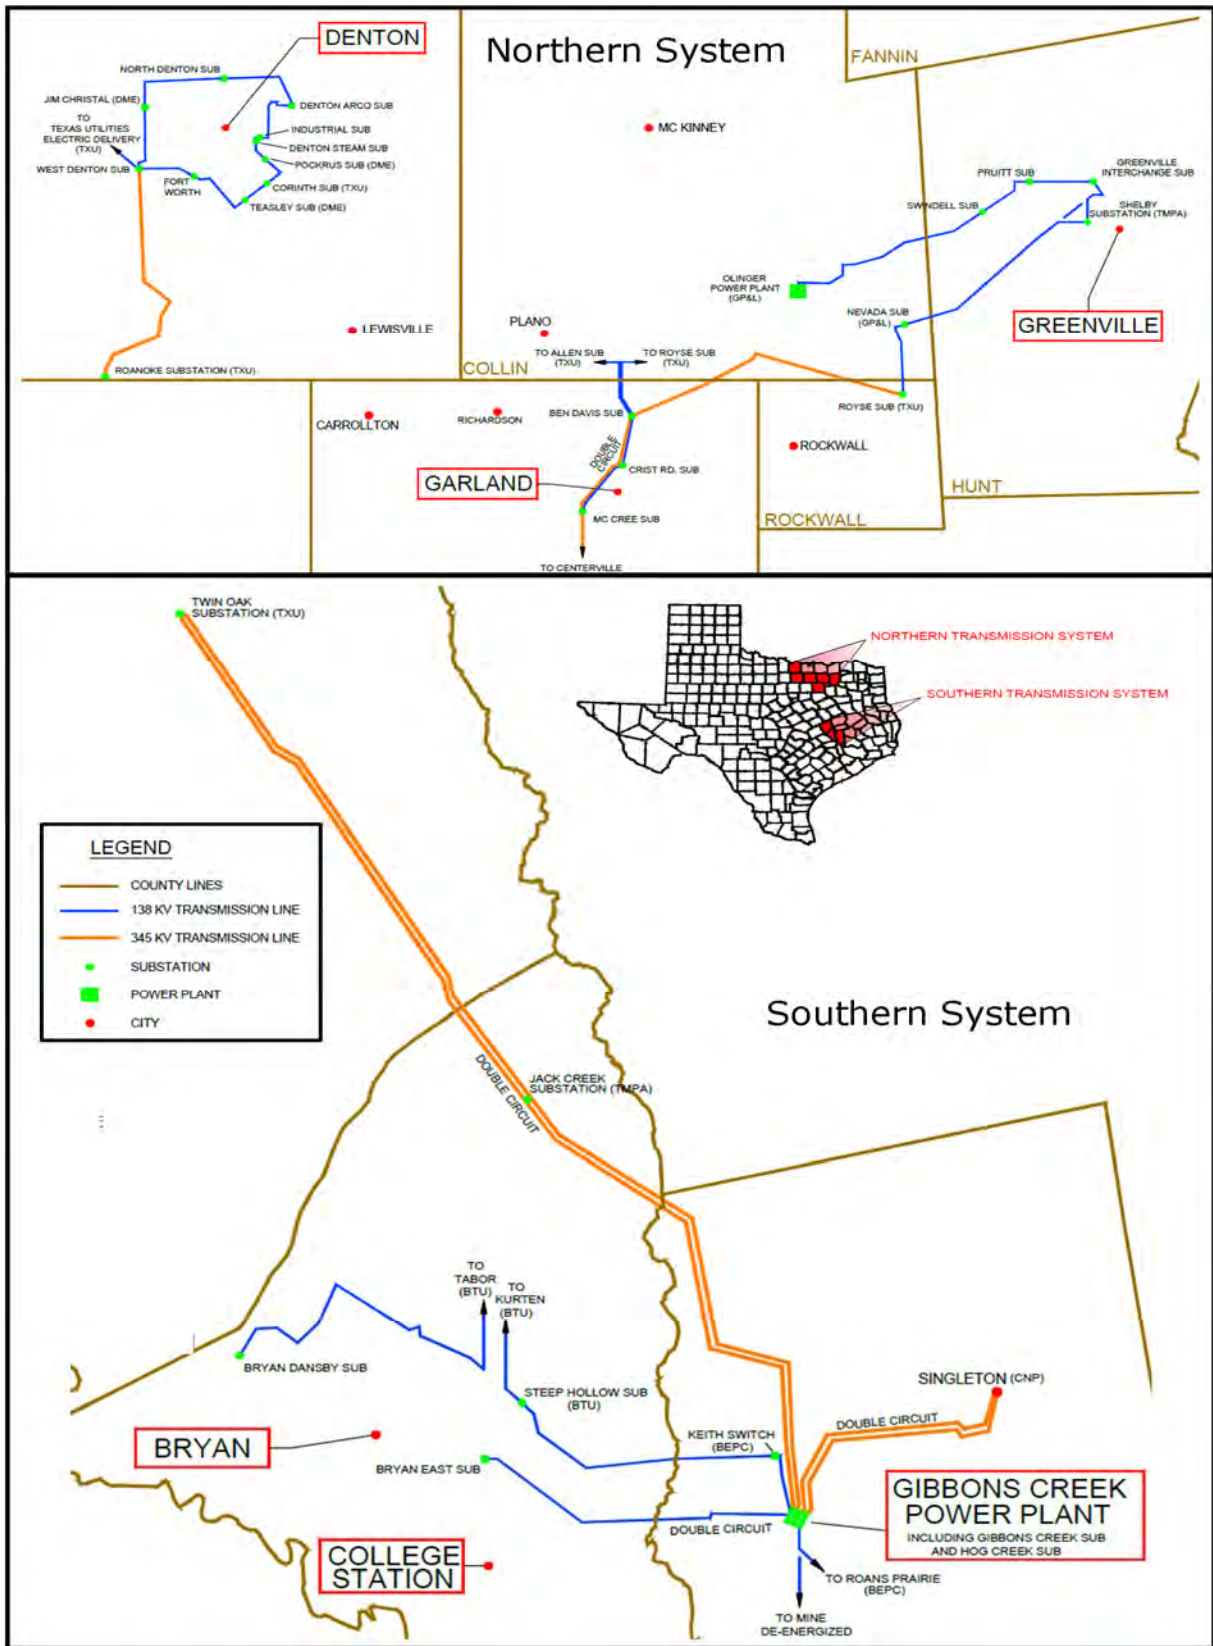 Northern System
DENTON
FANNIN
NORTH DENTON SUB
JIM CHRISTAL (DME)
DENTON ARCO SUB
TO
TEXAS UTILITIES
ELECTRIC DELIVERY
(TXU)
INDUSTRIAL SUB
DENTON STEAM SUB
POCKRUS SUB (DME)
WEST DENTON SUB
FORT
WORTH
CORINTH SUB (TXU)
TEASLEY SUB (DME)
MC KINNEY
PRUITT SUB
GREENVILLE
INTERCHANGE SUB
SWINDELL SUB
SHELBY
SUBSTATION (TMPA)
OLINGER
POWER PLANT
(GP&L)
NEVADA SUB
(GP&L)
GREENVILLE
LEWISVILLE
PLANO
TO ALLEN SUB
(TXU)
TO ROYSE SUB
(TXU)
COLLIN
ROANOKE SUBSTATION (TXU)
CARROLLTON
RICHARDSON
BEN DAVIS SUB
ROYSE SUB (TXU)
ROCKWALL
DOUBLE
CIRCUIT
CRIST RD. SUB
GARLAND
HUNT
MC CREE SUB
ROCKWALL
TO CENTERVILLE
TWIN OAK
SUBSTATION (TXU)
NORTHERN TRANSMISSION SYSTEM
SOUTHERN TRANSMISSION SYSTEM
LEGEND
COUNTY LINES
138 KV TRANSMISSION LINE
345 KV TRANSMISSION LINE
SUBSTATION
POWER PLANT
CITY
Southern System
DOUBLE CIRCUIT
JACK CREEK
SUBSTATION (TMPA)
TO
TABOR
(BTU)
TO
KURTEN
(BTU)
BRYAN DANSBY SUB
STEEP HOLLOW SUB
(BTU)
SINGLETON (CNP)
DOUBLE CIRCUIT
KEITH SWITCH
(BEPC)
BRYAN
BRYAN EAST SUB
GIBBONS CREEK
POWER PLANT
INCLUDING GIBBONS CREEK SUB
AND HOG CREEK SUB
DOUBLE CIRCUIT
COLLEGE
STATION
TO ROANS PRAIRIE
(BEPC)
TO MINE
DE-ENERGIZED